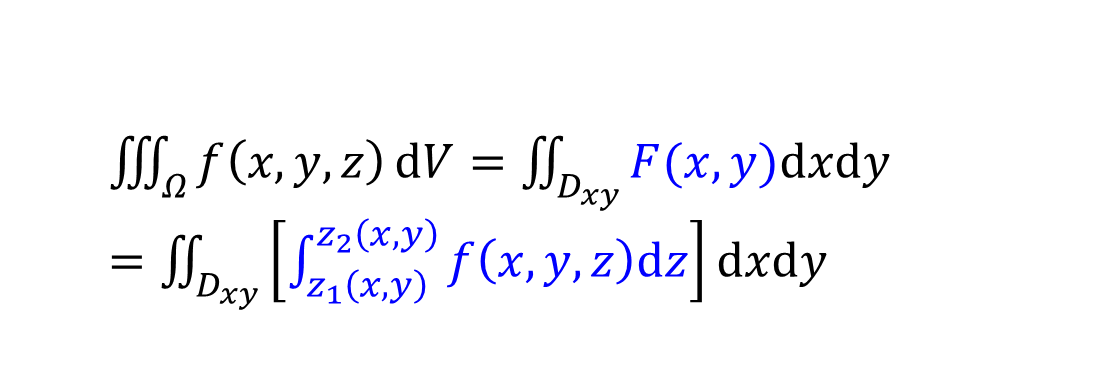 ∭_Ω f(x, y, z) dV = ∬_{D_{xy}} F(x, y)dxdy
= ∬_{D_{xy}} [∫_{z_1(x,y)}^{z_2(x,y)} f(x, y, z)dz] dxdy